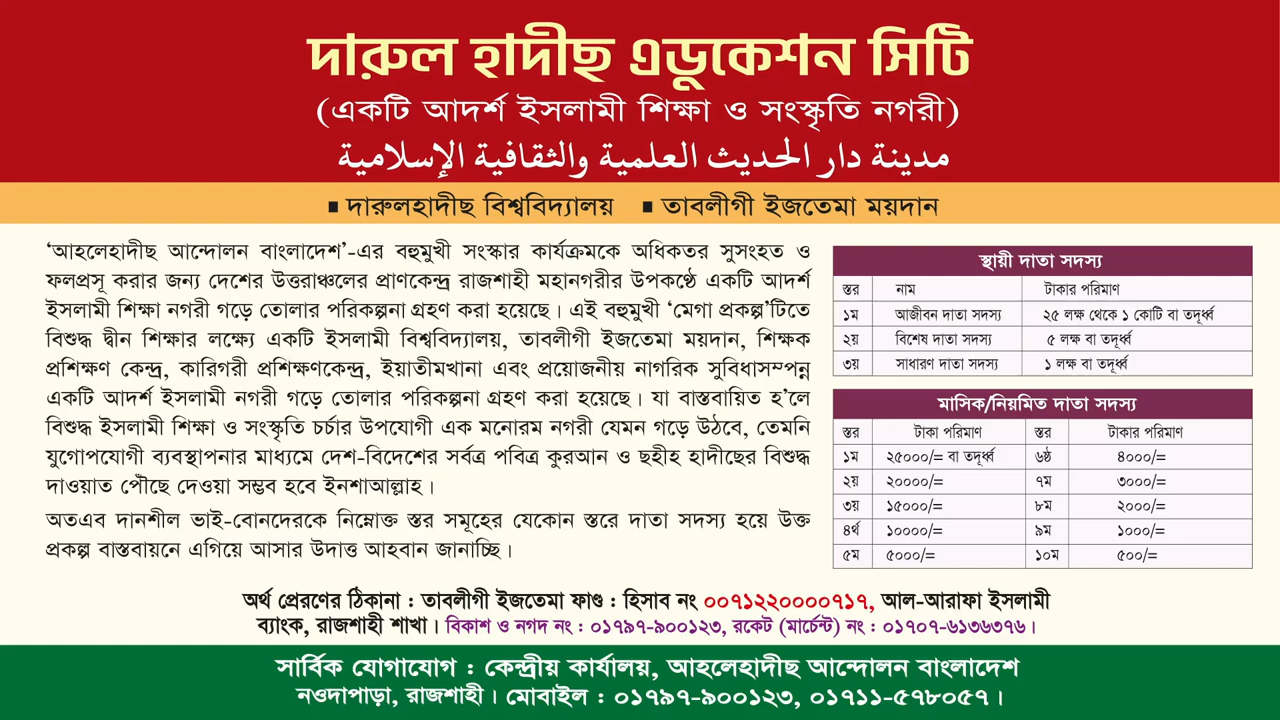 দারুল হাদীছ এডুকেশন সিটি
(একটি আদর্শ ইসলামী শিক্ষা ও সংস্কৃতি নগরী)
مدينة دار الحديث العلمية والثقافية الإسلامية
■ দারুলহাদীছ বিশ্ববিদ্যালয় ■ তাবলীগী ইজতেমা ময়দান
‘আহলেহাদীছ আন্দোলন বাংলাদেশ’-এর বহুমুখী সংস্কার কার্যক্রমকে অধিকতর সুসংহত ও
ফলপ্রসূ করার জন্য দেশের উত্তরাঞ্চলের প্রাণকেন্দ্র রাজশাহী মহানগরীর উপকণ্ঠে একটি আদর্শ
ইসলামী শিক্ষা নগরী গড়ে তোলার পরিকল্পনা গ্রহণ করা হয়েছে। এই বহুমুখী ‘মেগা প্রকল্প’টিতে
বিশুদ্ধ দ্বীন শিক্ষার লক্ষ্যে একটি ইসলামী বিশ্ববিদ্যালয়, তাবলীগী ইজতেমা ময়দান, শিক্ষক
প্রশিক্ষণ কেন্দ্র, কারিগরী প্রশিক্ষণকেন্দ্র, ইয়াতীমখানা এবং প্রয়োজনীয় নাগরিক সুবিধাসম্পন্ন
একটি আদর্শ ইসলামী নগরী গড়ে তোলার পরিকল্পনা গ্রহণ করা হয়েছে। যা বাস্তবায়িত হ’লে
বিশুদ্ধ ইসলামী শিক্ষা ও সংস্কৃতি চর্চার উপযোগী এক মনোরম নগরী যেমন গড়ে উঠবে, তেমনি
যুগোপযোগী ব্যবস্থাপনার মাধ্যমে দেশ-বিদেশের সর্বত্র পবিত্র কুরআন ও ছহীহ হাদীছের বিশুদ্ধ
দাওয়াত পৌঁছে দেওয়া সম্ভব হবে ইনশাআল্লাহ।
অতএব দানশীল ভাই-বোনদেরকে নিম্নোক্ত স্তর সমূহের যেকোন স্তরে দাতা সদস্য হয়ে উক্ত
প্রকল্প বাস্তবায়নে এগিয়ে আসার উদাত্ত আহবান জানাচ্ছি।
স্থায়ী দাতা সদস্য
স্তর নাম টাকার পরিমাণ
১ম আজীবন দাতা সদস্য ২৫ লক্ষ থেকে ১ কোটি বা তদূর্ধ্ব
২য় বিশেষ দাতা সদস্য ৫ লক্ষ বা তদূর্ধ্ব
৩য় সাধারণ দাতা সদস্য ১ লক্ষ বা তদূর্ধ্ব
মাসিক/নিয়মিত দাতা সদস্য
স্তর টাকা পরিমাণ স্তর টাকার পরিমাণ
১ম ২৫০০০/= বা তদূর্ধ্ব ৬ষ্ঠ ৪০০০/=
২য় ২০০০০/= ৭ম ৩০০০/=
৩য় ১৫০০০/= ৮ম ২০০০/=
৪র্থ ১০০০০/= ৯ম ১০০০/=
৫ম ৫০০০/= ১০ম ৫০০/=
অর্থ প্রেরণের ঠিকানা : তাবলীগী ইজতেমা ফাণ্ড : হিসাব নং ০০৭১২২০০০০৭১৭, আল-আরাফা ইসলামী
ব্যাংক, রাজশাহী শাখা। বিকাশ ও নগদ নং : ০১৭৯৭-৯০০১২৩, রকেট (মার্চেন্ট) নং : ০১৭০৭-৬১৩৬৩৭৬।
সার্বিক যোগাযোগ : কেন্দ্রীয় কার্যালয়, আহলেহাদীছ আন্দোলন বাংলাদেশ
নওদাপাড়া, রাজশাহী। মোবাইল : ০১৭৯৭-৯০০১২৩, ০১৭১১-৫৭৮০৫৭।